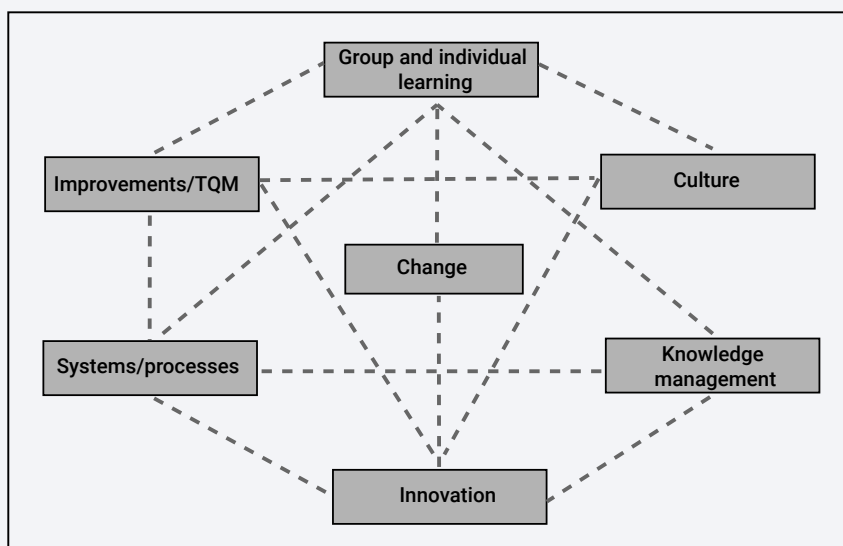 Group and individual
learning
Improvements/TQM
Culture
Change
Systems/processes
Knowledge
management
Innovation